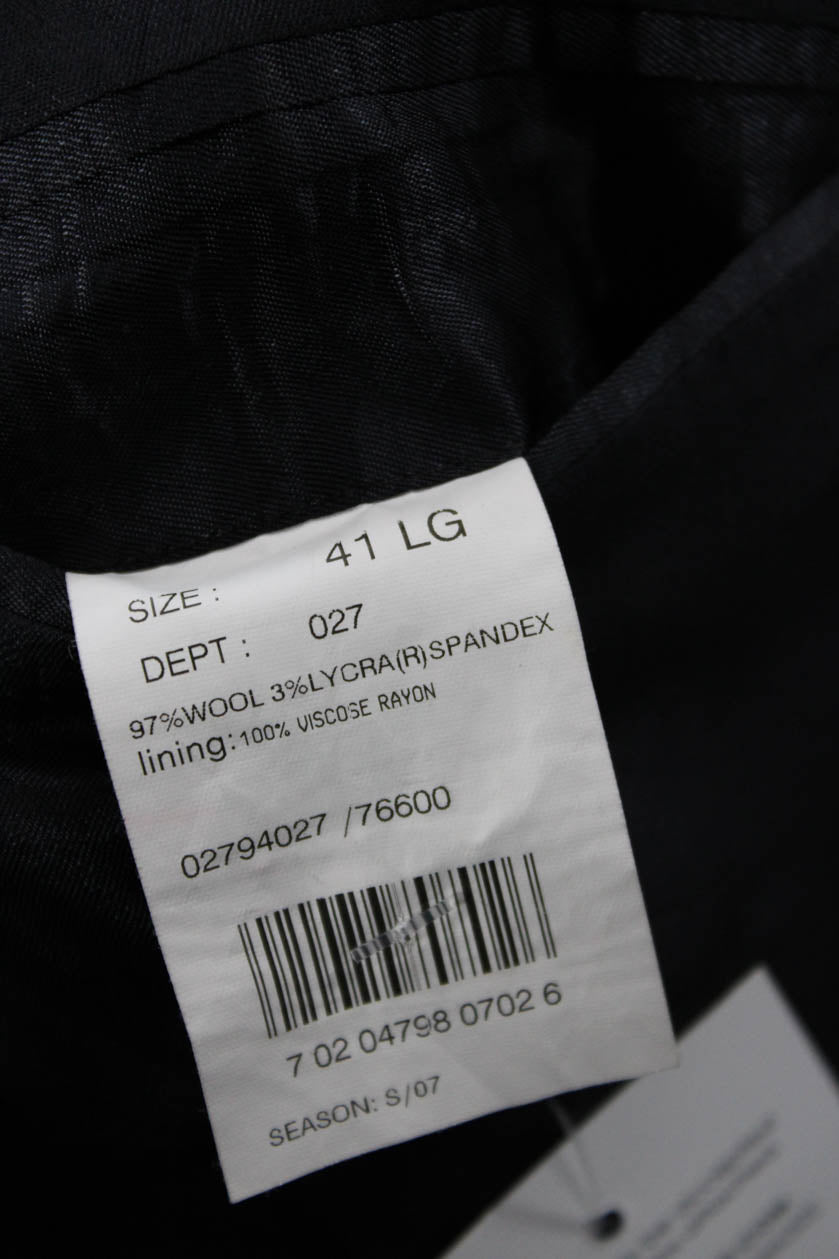 SIZE : 41 LG
DEPT : 027
97%WOOL 3%LYCRA(R)SPANDEX
lining:100% VISCOSE RAYON
02794027 /76600
7 02 04798 0702 6
SEASON: S/07